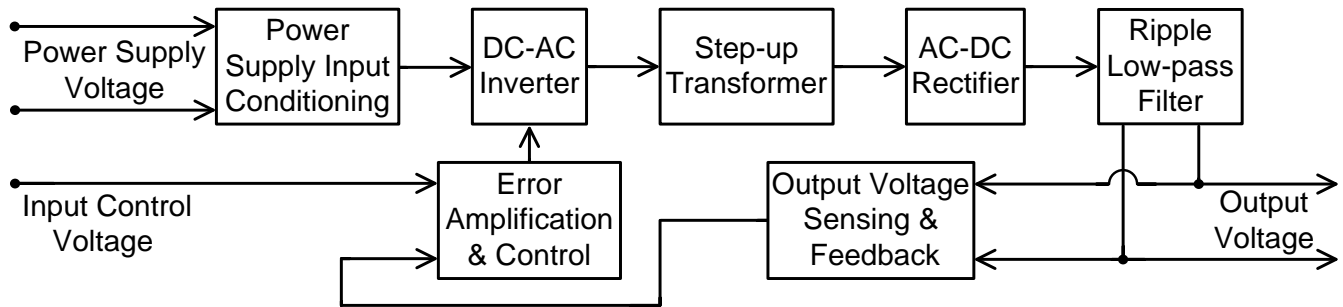 Power Supply
Voltage
Power
Supply Input
Conditioning
DC-AC
Inverter
Step-up
Transformer
AC-DC
Rectifier
Ripple
Low-pass
Filter
Input Control
Voltage
Error
Amplification
& Control
Output Voltage
Sensing &
Feedback
Output
Voltage